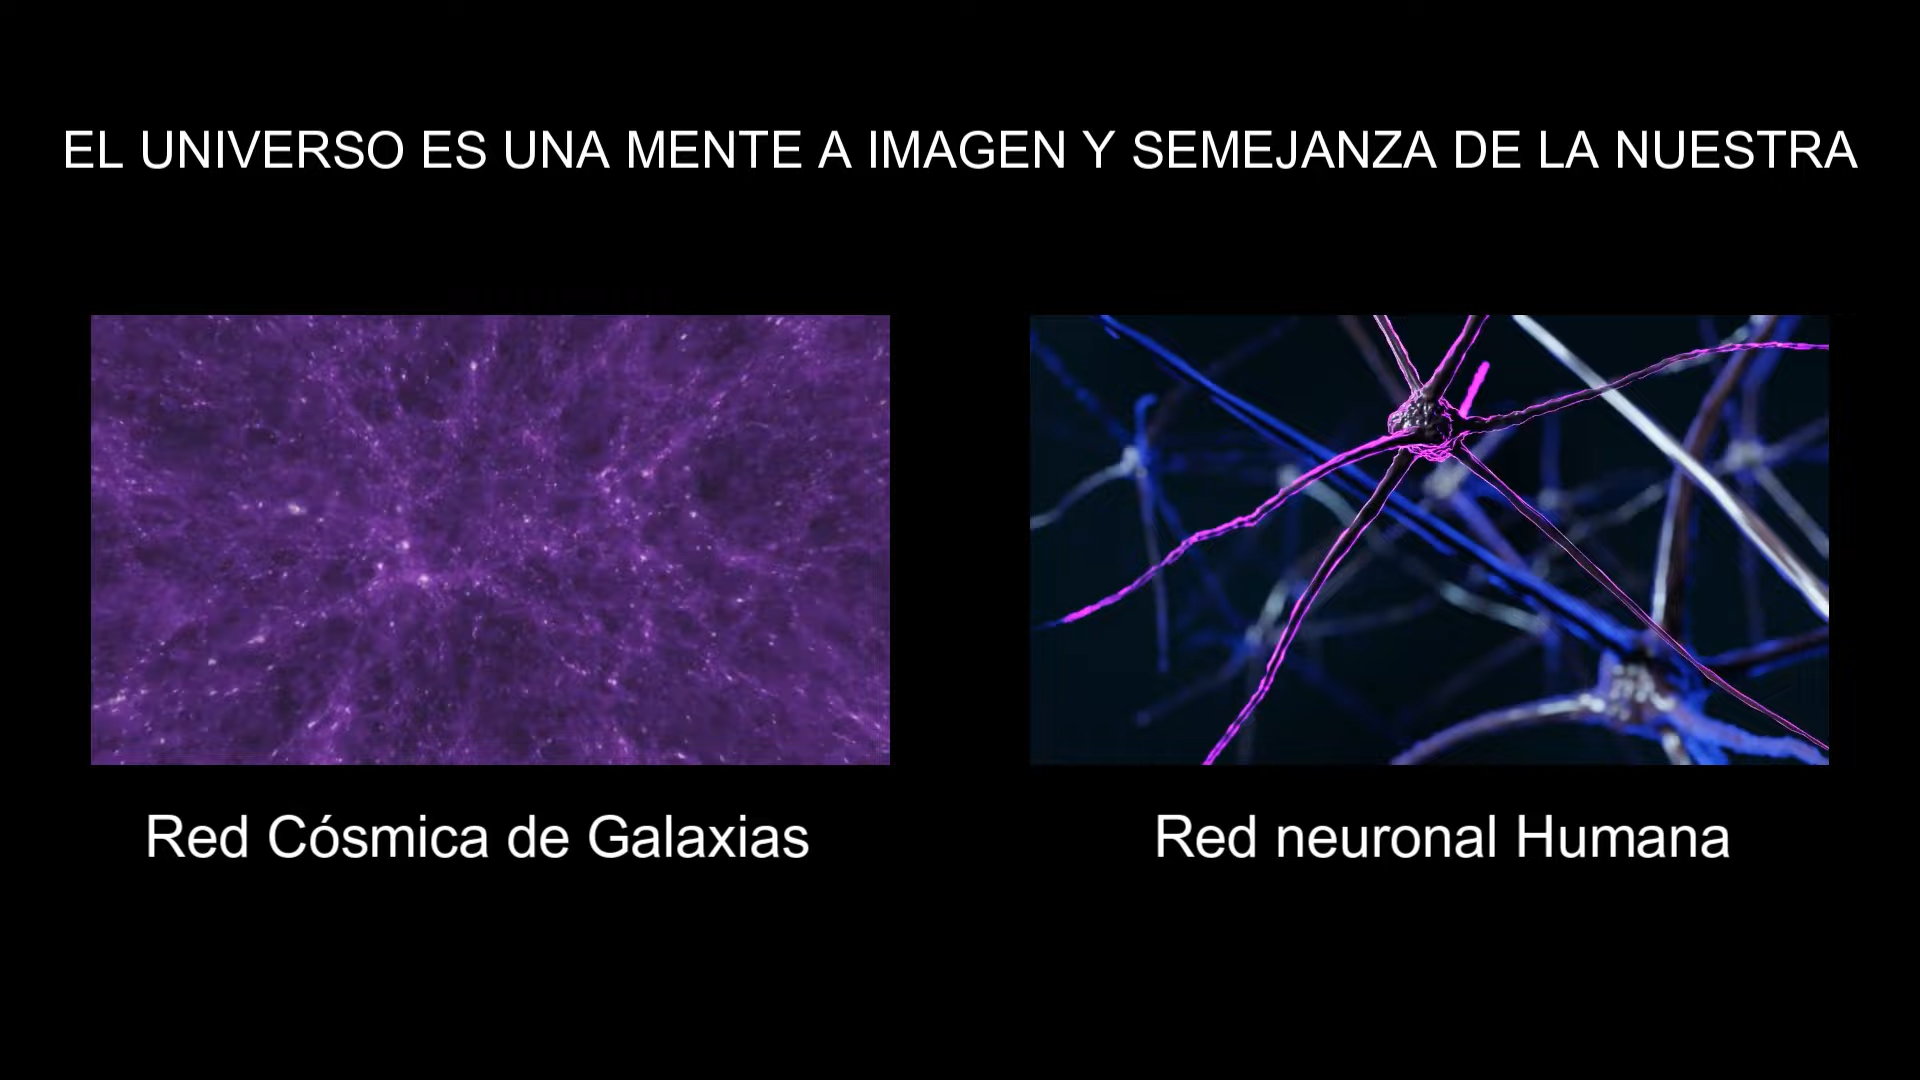 EL UNIVERSO ES UNA MENTE A IMAGEN Y SEMEJANZA DE LA NUESTRA
Red Cósmica de Galaxias
Red neuronal Humana